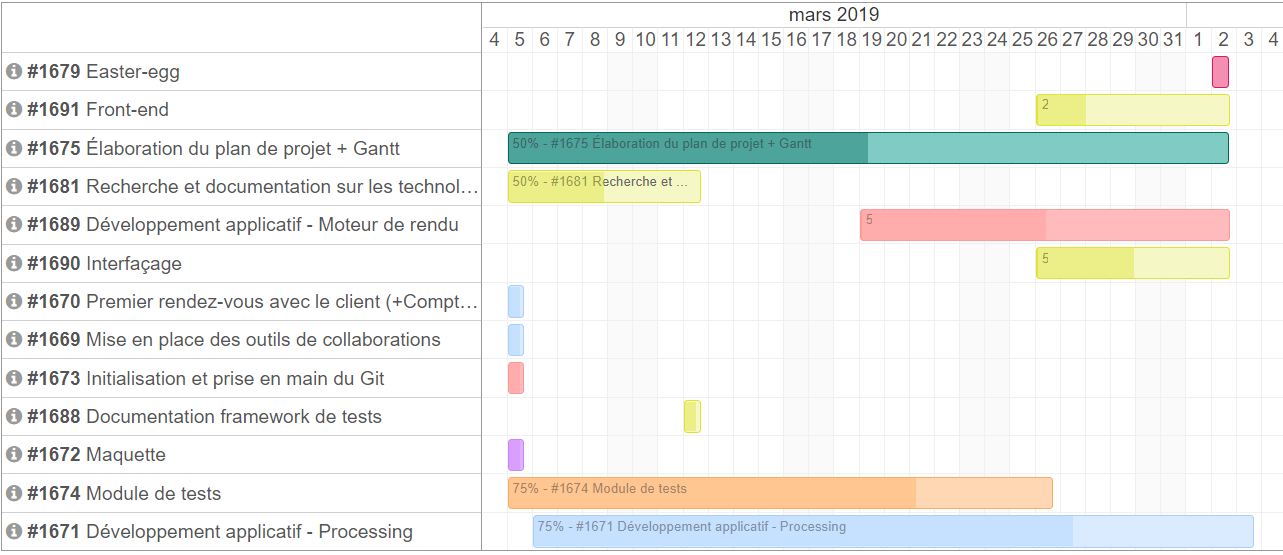 mars 2019
4 5 6 7 8 9 10 11 12 13 14 15 16 17 18 19 20 21 22 23 24 25 26 27 28 29 30 31 1 2 3 4
#1679 Easter-egg
#1691 Front-end
2
#1675 Élaboration du plan de projet + Gantt
50% - #1675 Élaboration du plan de projet + Gantt
#1681 Recherche et documentation sur les technol...
50% - #1681 Recherche et ...
#1689 Développement applicatif - Moteur de rendu
5
#1690 Interfaçage
5
#1670 Premier rendez-vous avec le client (+Compt...
#1669 Mise en place des outils de collaborations
#1673 Initialisation et prise en main du Git
#1688 Documentation framework de tests
#1672 Maquette
#1674 Module de tests
75% - #1674 Module de tests
#1671 Développement applicatif - Processing
75% - #1671 Développement applicatif - Processing